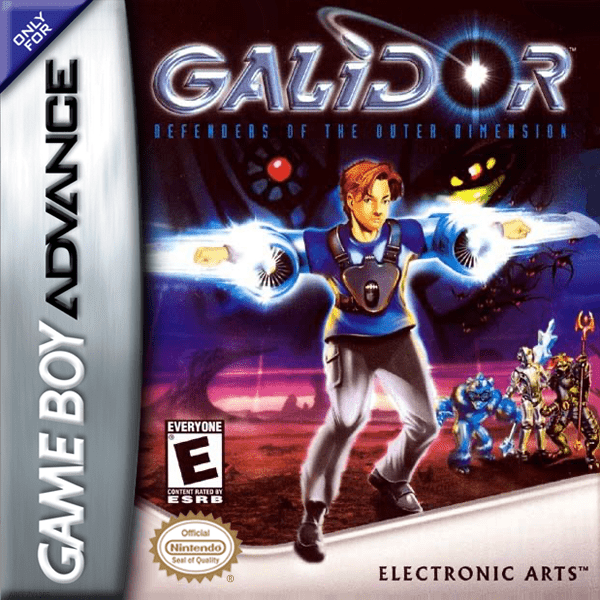 ONLY
FOR
GAME BOY ADVANCE
GALIDOR™
DEFENDERS OF THE OUTER DIMENSION
EVERYONE
E
®
CONTENT RATED BY
ESRB
Official
Nintendo
Seal of Quality
®
ELECTRONIC ARTS™